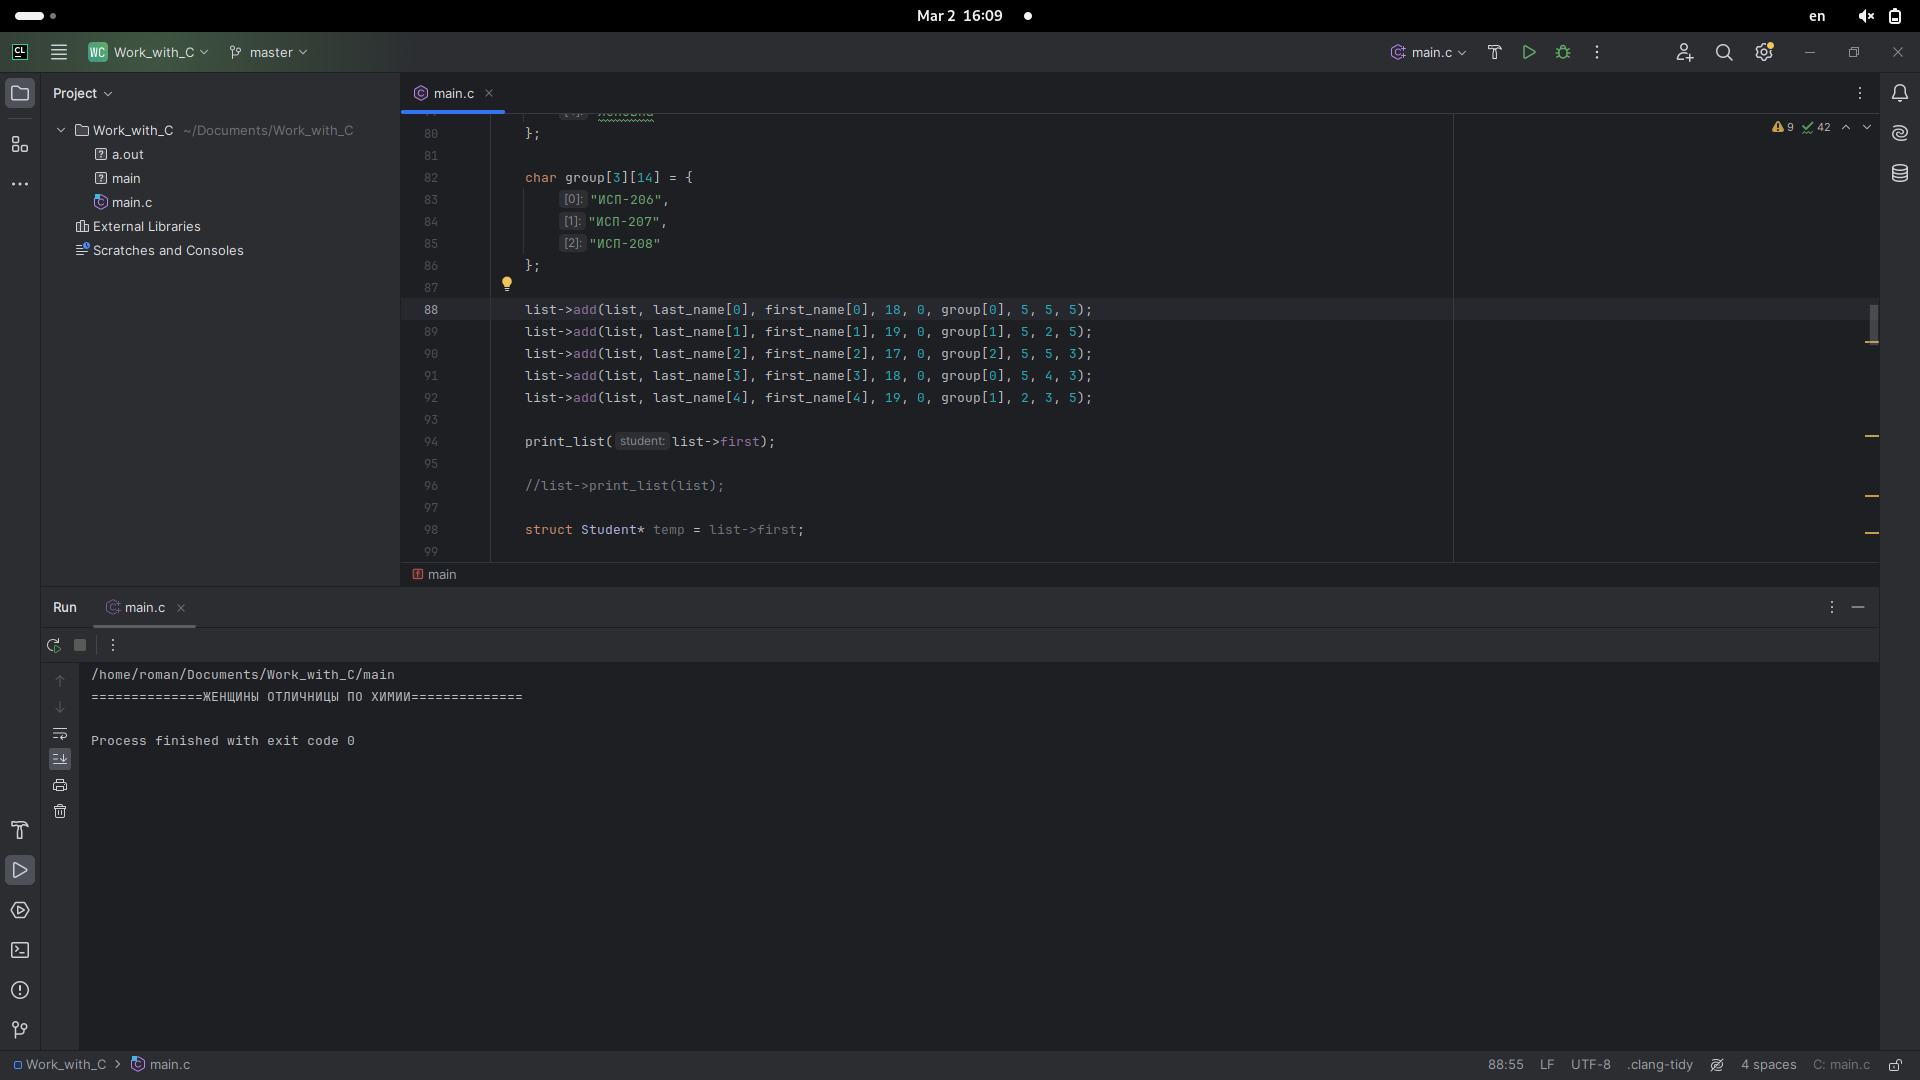 Mar 2 16:09
en
CL
WC Work_with_C
master
main.c
Project
main.c
Work_with_C ~/Documents/Work_with_C
a.out
main
main.c
External Libraries
Scratches and Consoles
9 42
80 };
81
82 char group[3][14] = {
83 [0]: "ИСП-206",
84 [1]: "ИСП-207",
85 [2]: "ИСП-208"
86 };
87
88 list->add(list, last_name[0], first_name[0], 18, 0, group[0], 5, 5, 5);
89 list->add(list, last_name[1], first_name[1], 19, 0, group[1], 5, 2, 5);
90 list->add(list, last_name[2], first_name[2], 17, 0, group[2], 5, 5, 3);
91 list->add(list, last_name[3], first_name[3], 18, 0, group[0], 5, 4, 3);
92 list->add(list, last_name[4], first_name[4], 19, 0, group[1], 2, 3, 5);
93
94 print_list( student: list->first);
95
96 //list->print_list(list);
97
98 struct Student* temp = list->first;
99
main
Run main.c
/home/roman/Documents/Work_with_C/main
==============ЖЕНЩИНЫ ОТЛИЧНИЦЫ ПО ХИМИИ==============
Process finished with exit code 0
Work_with_C > main.c
88:55 LF UTF-8 .clang-tidy 4 spaces C: main.c